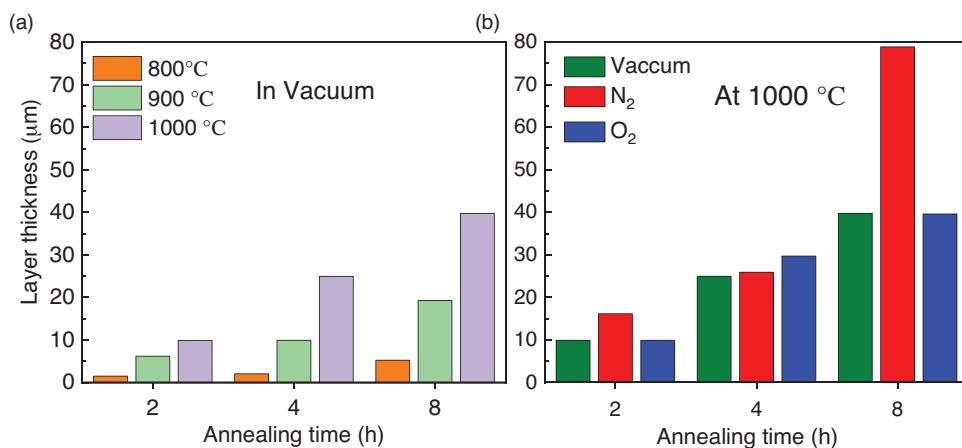 (a)
80
70
60
50
40
30
20
10
0
Layer thickness (μm)
800°C
900 °C
1000 °C
In Vacuum
2
4
8
Annealing time (h)
(b)
80
70
60
50
40
30
20
10
0
Vaccum
N₂
O₂
At 1000 °C
2
4
8
Annealing time (h)